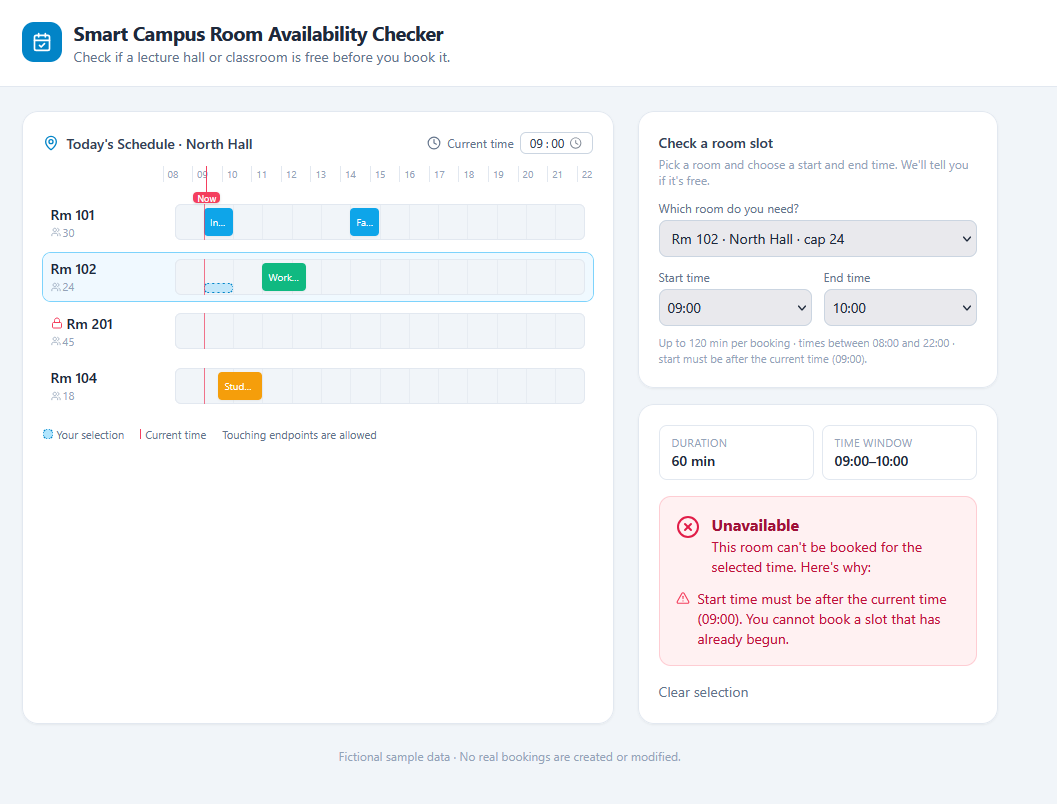 Smart Campus Room Availability Checker
Check if a lecture hall or classroom is free before you book it.
Today's Schedule · North Hall
Current time 09:00
08 09 10 11 12 13 14 15 16 17 18 19 20 21 22
Now
Rm 101
30
In...
Fa...
Rm 102
24
Work...
Rm 201
45
Rm 104
18
Stud...
Your selection
Current time
Touching endpoints are allowed
Check a room slot
Pick a room and choose a start and end time. We'll tell you
if it's free.
Which room do you need?
Rm 102 · North Hall · cap 24
Start time
End time
09:00
10:00
Up to 120 min per booking · times between 08:00 and 22:00 ·
start must be after the current time (09:00).
DURATION
60 min
TIME WINDOW
09:00–10:00
Unavailable
This room can't be booked for the
selected time. Here's why:
Start time must be after the current time
(09:00). You cannot book a slot that has
already begun.
Clear selection
Fictional sample data · No real bookings are created or modified.